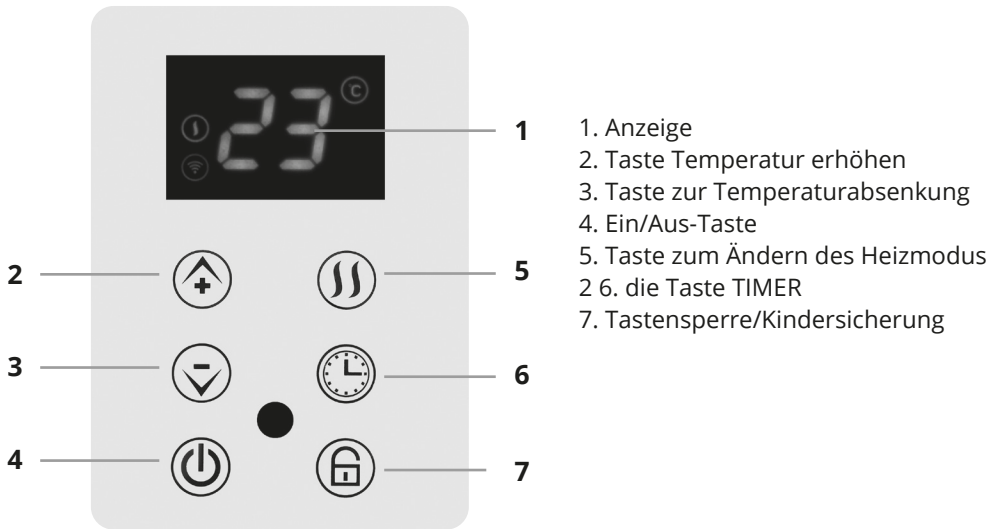 23
C
1
2
3
4
5
6
7
1. Anzeige
2. Taste Temperatur erhöhen
3. Taste zur Temperaturabsenkung
4. Ein/Aus-Taste
5. Taste zum Ändern des Heizmodus
2 6. die Taste TIMER
7. Tastensperre/Kindersicherung